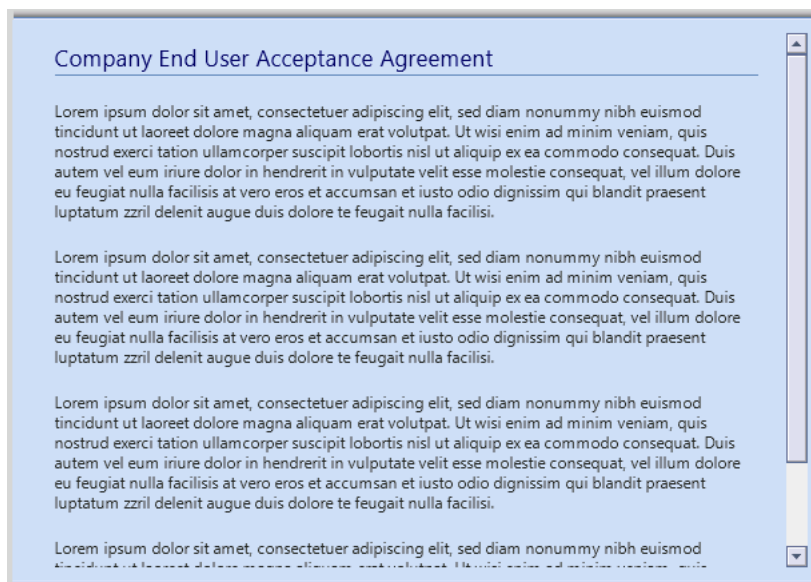 Company End User Acceptance Agreement
Lorem ipsum dolor sit amet, consectetuer adipiscing elit, sed diam nonummy nibh euismod
tincidunt ut laoreet dolore magna aliquam erat volutpat. Ut wisi enim ad minim veniam, quis
nostrud exerci tation ullamcorper suscipit lobortis nisl ut aliquip ex ea commodo consequat. Duis
autem vel eum iriure dolor in hendrerit in vulputate velit esse molestie consequat, vel illum dolore
eu feugiat nulla facilisis at vero eros et accumsan et iusto odio dignissim qui blandit praesent
luptatum zzril delenit augue duis dolore te feugait nulla facilisi.
Lorem ipsum dolor sit amet, consectetuer adipiscing elit, sed diam nonummy nibh euismod
tincidunt ut laoreet dolore magna aliquam erat volutpat. Ut wisi enim ad minim veniam, quis
nostrud exerci tation ullamcorper suscipit lobortis nisl ut aliquip ex ea commodo consequat. Duis
autem vel eum iriure dolor in hendrerit in vulputate velit esse molestie consequat, vel illum dolore
eu feugiat nulla facilisis at vero eros et accumsan et iusto odio dignissim qui blandit praesent
luptatum zzril delenit augue duis dolore te feugait nulla facilisi.
Lorem ipsum dolor sit amet, consectetuer adipiscing elit, sed diam nonummy nibh euismod
tincidunt ut laoreet dolore magna aliquam erat volutpat. Ut wisi enim ad minim veniam, quis
nostrud exerci tation ullamcorper suscipit lobortis nisl ut aliquip ex ea commodo consequat. Duis
autem vel eum iriure dolor in hendrerit in vulputate velit esse molestie consequat, vel illum dolore
eu feugiat nulla facilisis at vero eros et accumsan et iusto odio dignissim qui blandit praesent
luptatum zzril delenit augue duis dolore te feugait nulla facilisi.
Lorem ipsum dolor sit amet, consectetuer adipiscing elit, sed diam nonummy nibh euismod